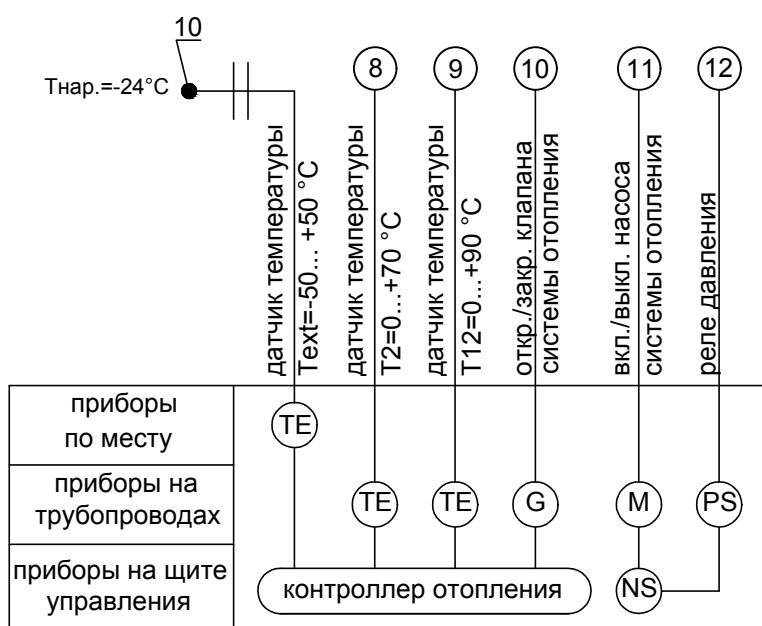 10
Тнар.=-24°C
8
9
10
11
12
датчик температуры
Text=-50... +50 °C
датчик температуры
T2=0...+70 °C
датчик температуры
T12=0...+90 °C
откр./закр. клапана
системы отопления
вкл./выкл. насоса
системы отопления
реле давления
приборы
по месту
TE
приборы на
трубопроводах
TE
TE
G
M
PS
приборы на щите
управления
контроллер отопления
NS